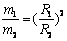 m₁/m₂ = (R₁/R₂)³